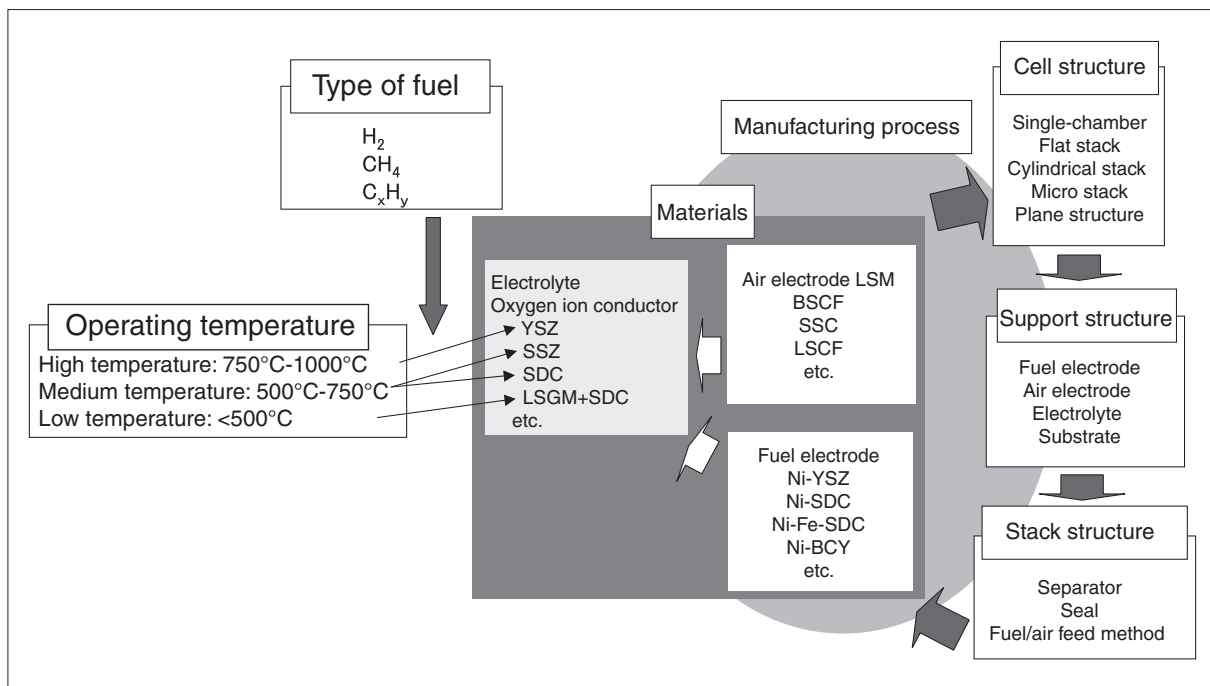 Type of fuel
H₂
CH₄
CₓHᵧ
Operating temperature
High temperature: 750°C-1000°C
Medium temperature: 500°C-750°C
Low temperature: <500°C
Manufacturing process
Materials
Electrolyte
Oxygen ion conductor
YSZ
SSZ
SDC
LSGM+SDC
etc.
Air electrode LSM
BSCF
SSC
LSCF
etc.
Fuel electrode
Ni-YSZ
Ni-SDC
Ni-Fe-SDC
Ni-BCY
etc.
Cell structure
Single-chamber
Flat stack
Cylindrical stack
Micro stack
Plane structure
Support structure
Fuel electrode
Air electrode
Electrolyte
Substrate
Stack structure
Separator
Seal
Fuel/air feed method